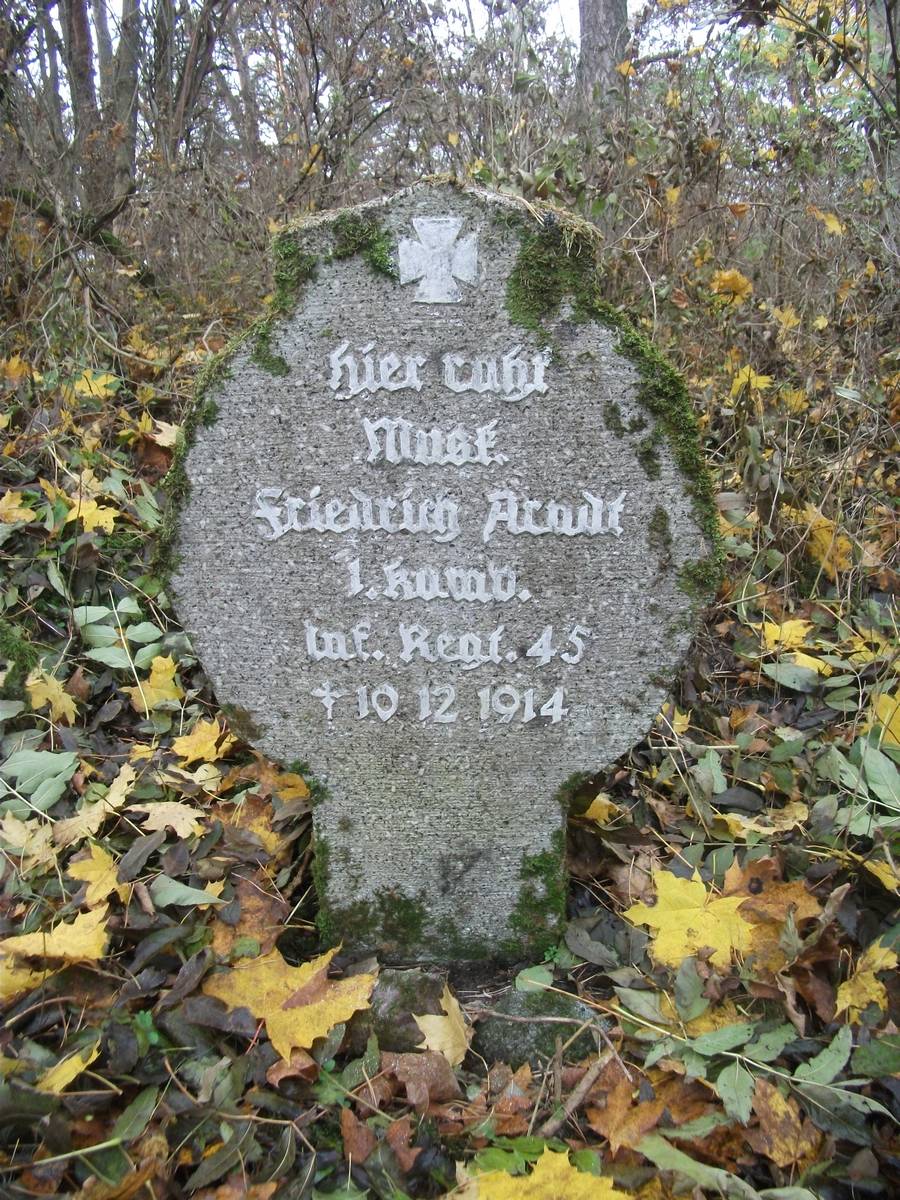 Hier ruht
Musk.
Friedrich Arndt
1. komp.
Inf. Regt. 45
† 10 12 .1914